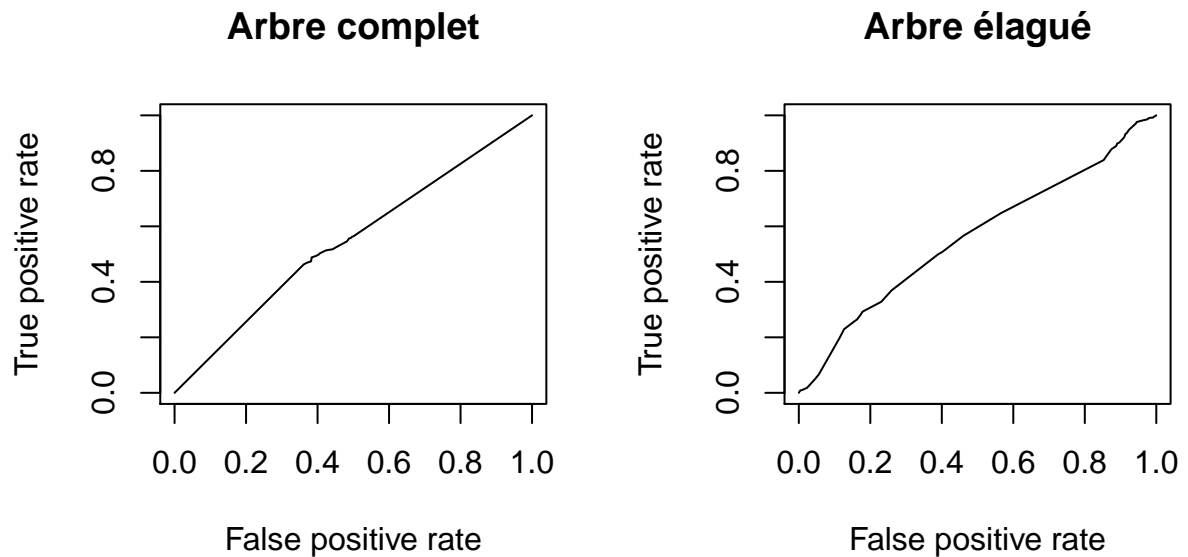 Arbre complet
True positive rate
0.0 0.4 0.8
0.0 0.2 0.4 0.6 0.8 1.0
False positive rate
Arbre élagué
True positive rate
0.0 0.4 0.8
0.0 0.2 0.4 0.6 0.8 1.0
False positive rate